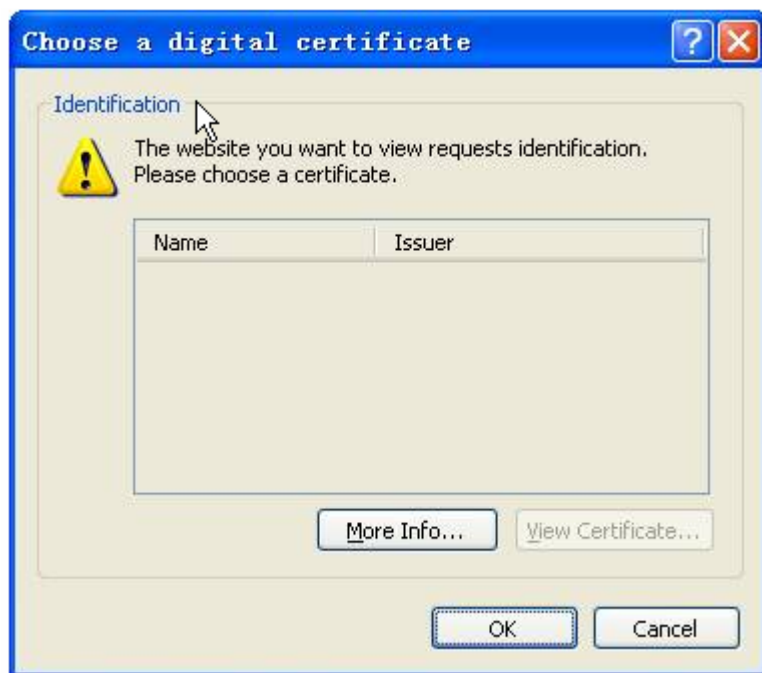 Choose a digital certificate
Identification
The website you want to view requests identification.
Please choose a certificate.
Name Issuer
More Info... View Certificate...
OK Cancel